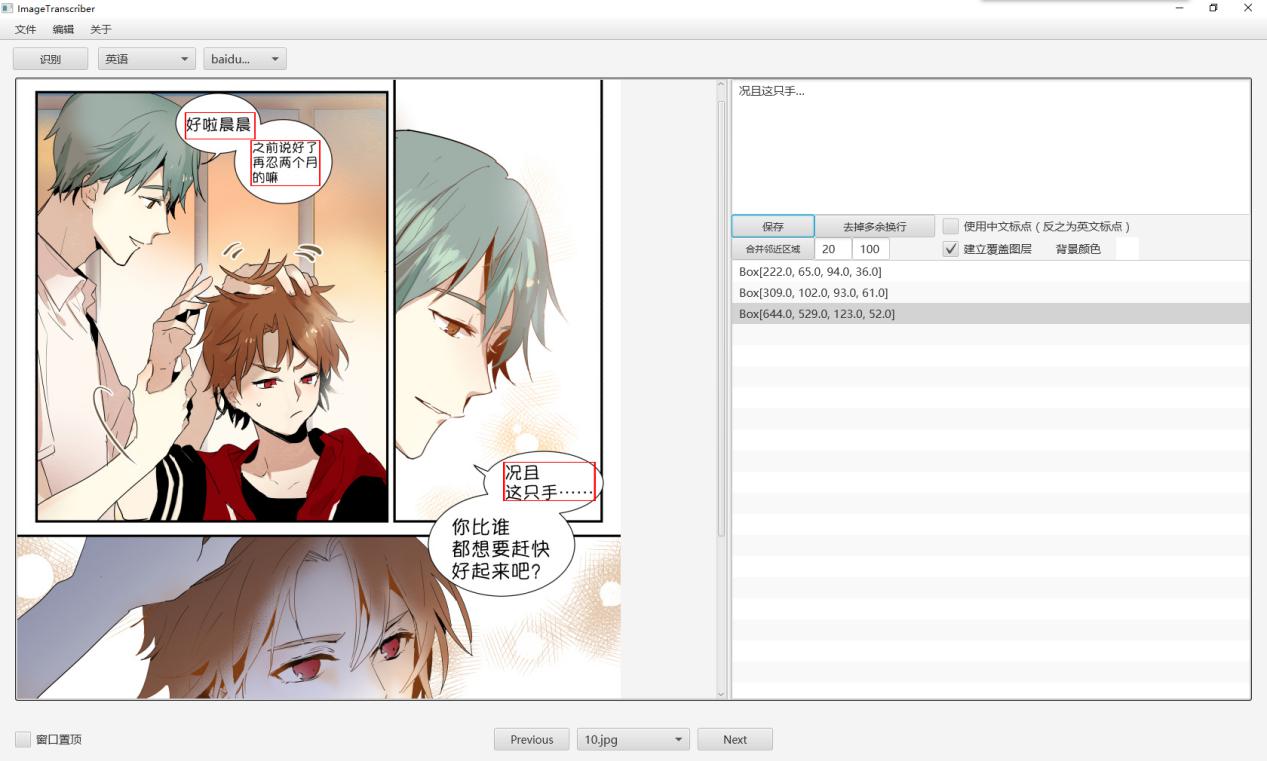 ImageTranscriber
文件 编辑 关于
识别 英语 baidu...
好啦晨晨
之前说好了
再忍两个月
的嘛
况且
这只手……
你比谁
都想要赶快
好起来吧?
况且这只手...
保存 去掉多余换行 使用中文标点 ( 反之为英文标点 )
合并邻近区域 20 100 建立覆盖图层 背景颜色
Box[222.0, 65.0, 94.0, 36.0]
Box[309.0, 102.0, 93.0, 61.0]
Box[644.0, 529.0, 123.0, 52.0]
窗口置顶 Previous 10.jpg Next